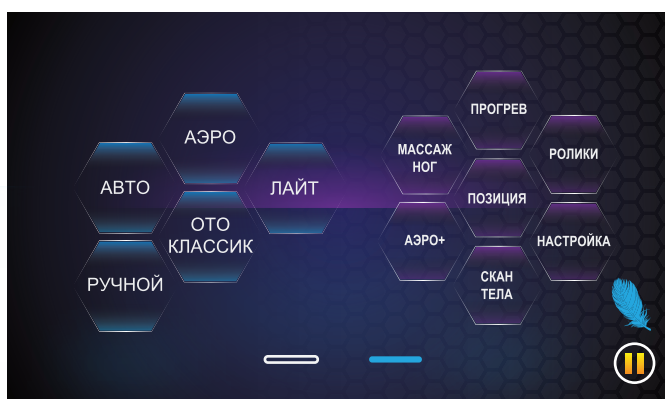 АЭРО
АВТО
ЛАЙТ
ОТО
КЛАССИК
РУЧНОЙ
ПРОГРЕВ
МАССАЖ
НОГ
РОЛИКИ
ПОЗИЦИЯ
АЭРО+
НАСТРОЙКА
СКАН
ТЕЛА